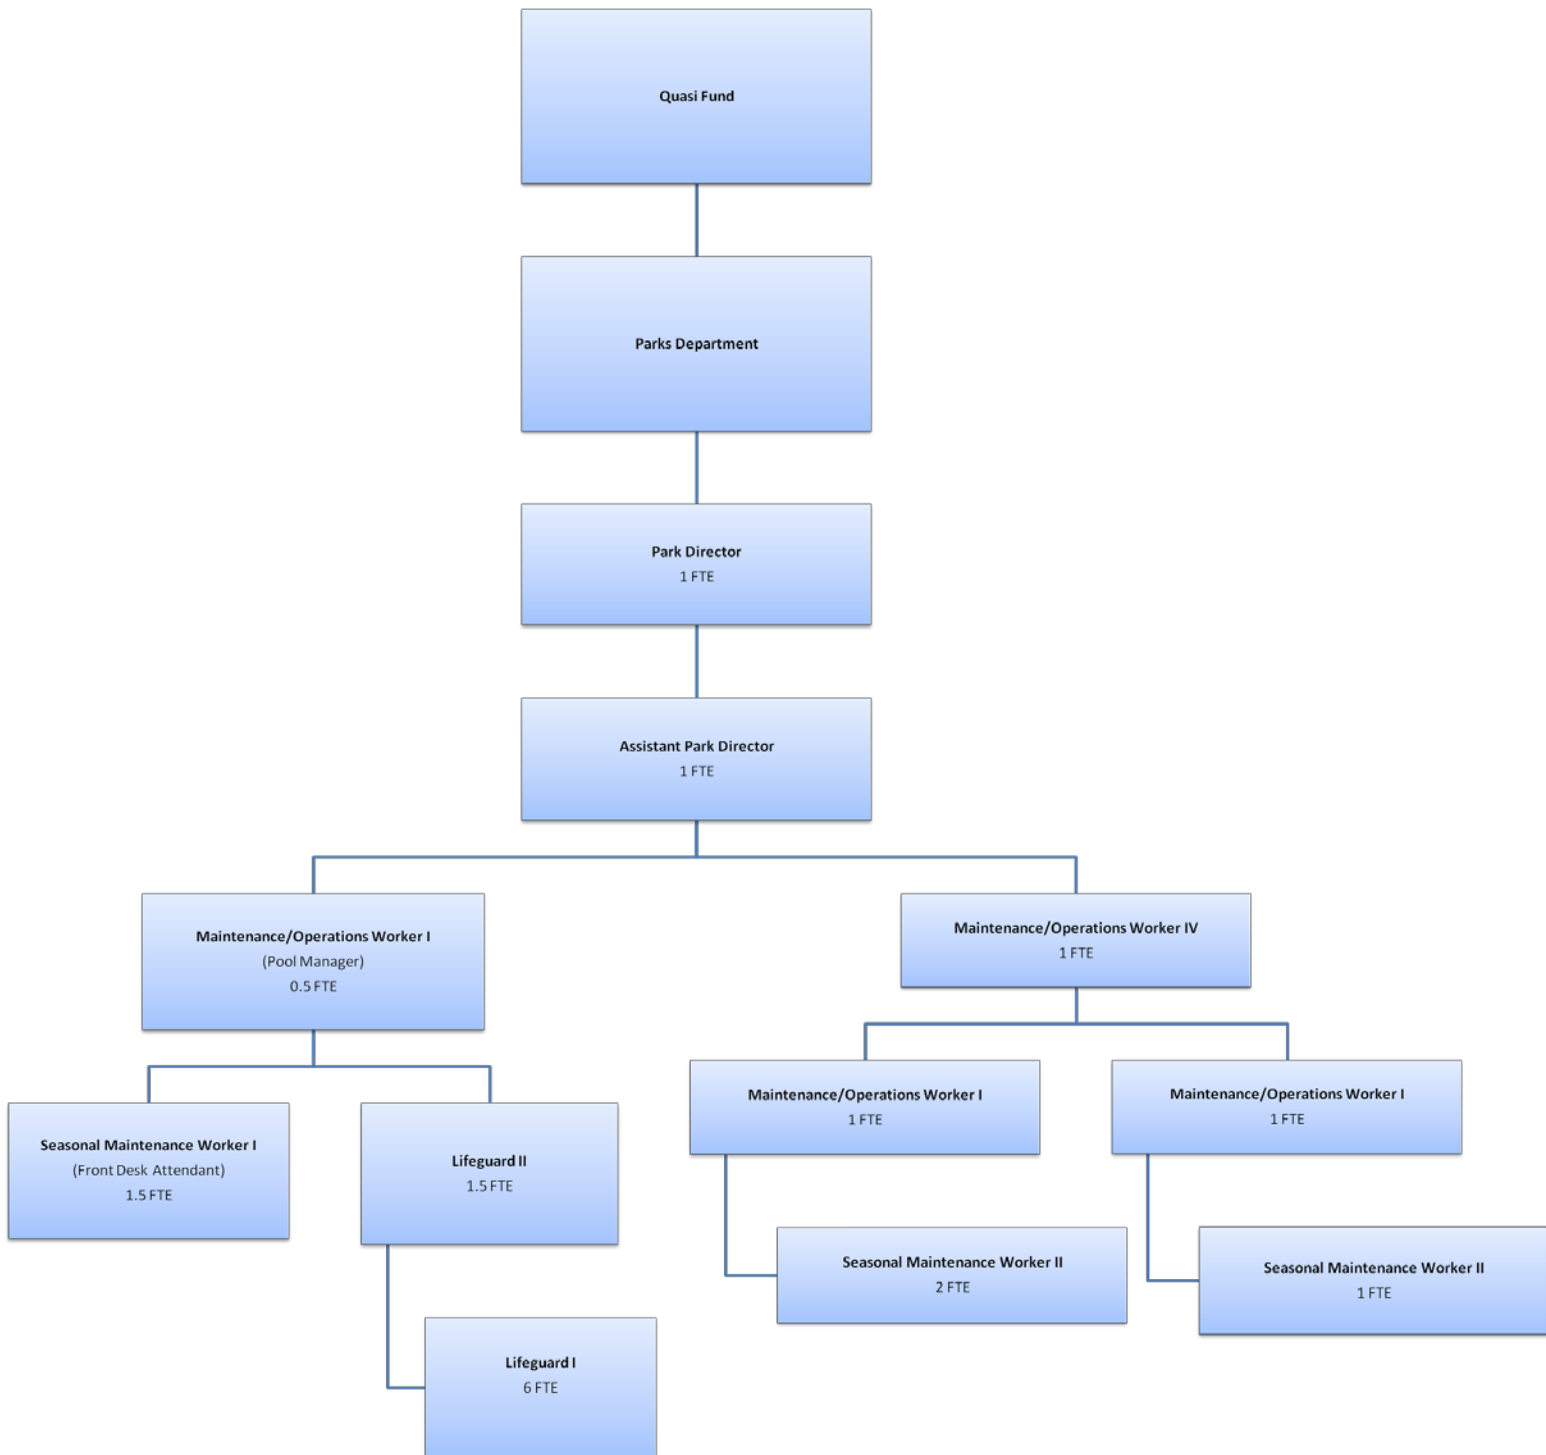 Quasi Fund
Parks Department
Park Director
1 FTE
Assistant Park Director
1 FTE
Maintenance/Operations Worker I
(Pool Manager)
0.5 FTE
Maintenance/Operations Worker IV
1 FTE
Seasonal Maintenance Worker I
(Front Desk Attendant)
1.5 FTE
Lifeguard II
1.5 FTE
Lifeguard I
6 FTE
Maintenance/Operations Worker I
1 FTE
Seasonal Maintenance Worker II
2 FTE
Maintenance/Operations Worker I
1 FTE
Seasonal Maintenance Worker II
1 FTE